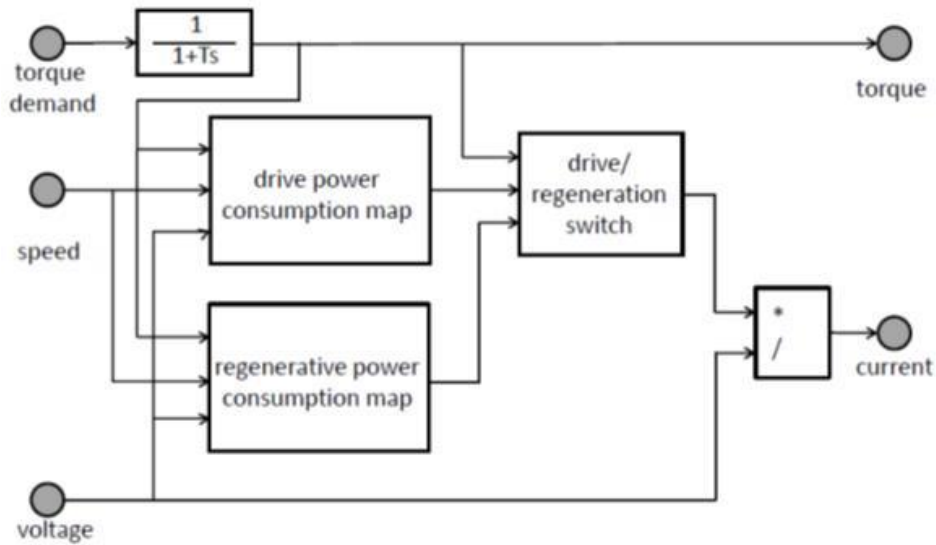 1
1+Ts
torque
demand
torque
drive power
consumption map
drive/
regeneration
switch
speed
regenerative power
consumption map
*
/
current
voltage